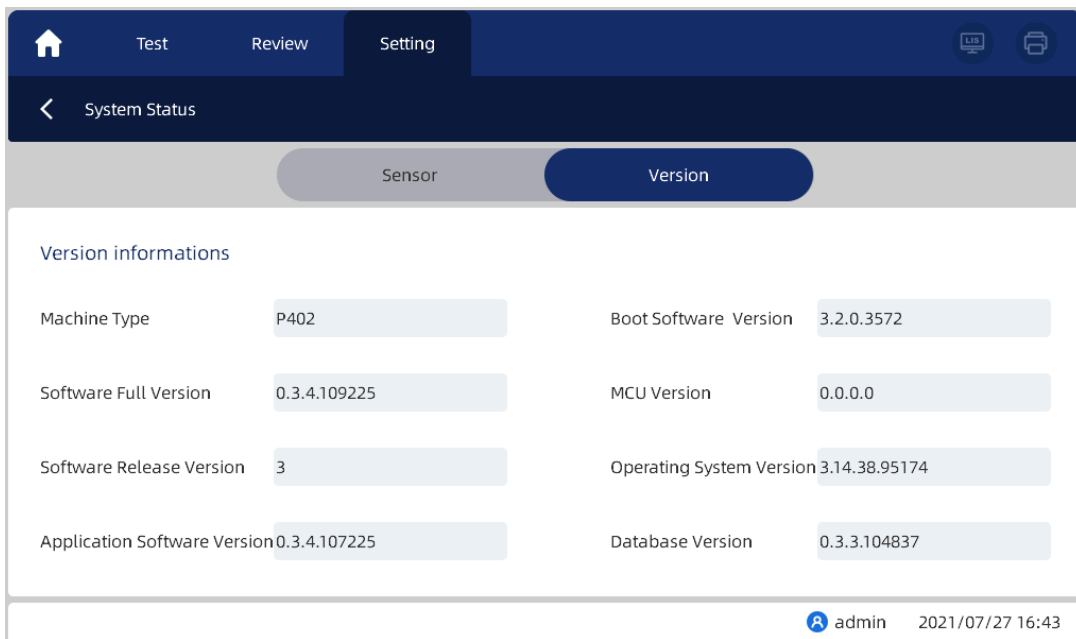 Test Review Setting LIS
System Status
Sensor Version
Version informations
Machine Type P402 Boot Software Version 3.2.0.3572
Software Full Version 0.3.4.109225 MCU Version 0.0.0.0
Software Release Version 3 Operating System Version 3.14.38.95174
Application Software Version 0.3.4.107225 Database Version 0.3.3.104837
admin 2021/07/27 16:43